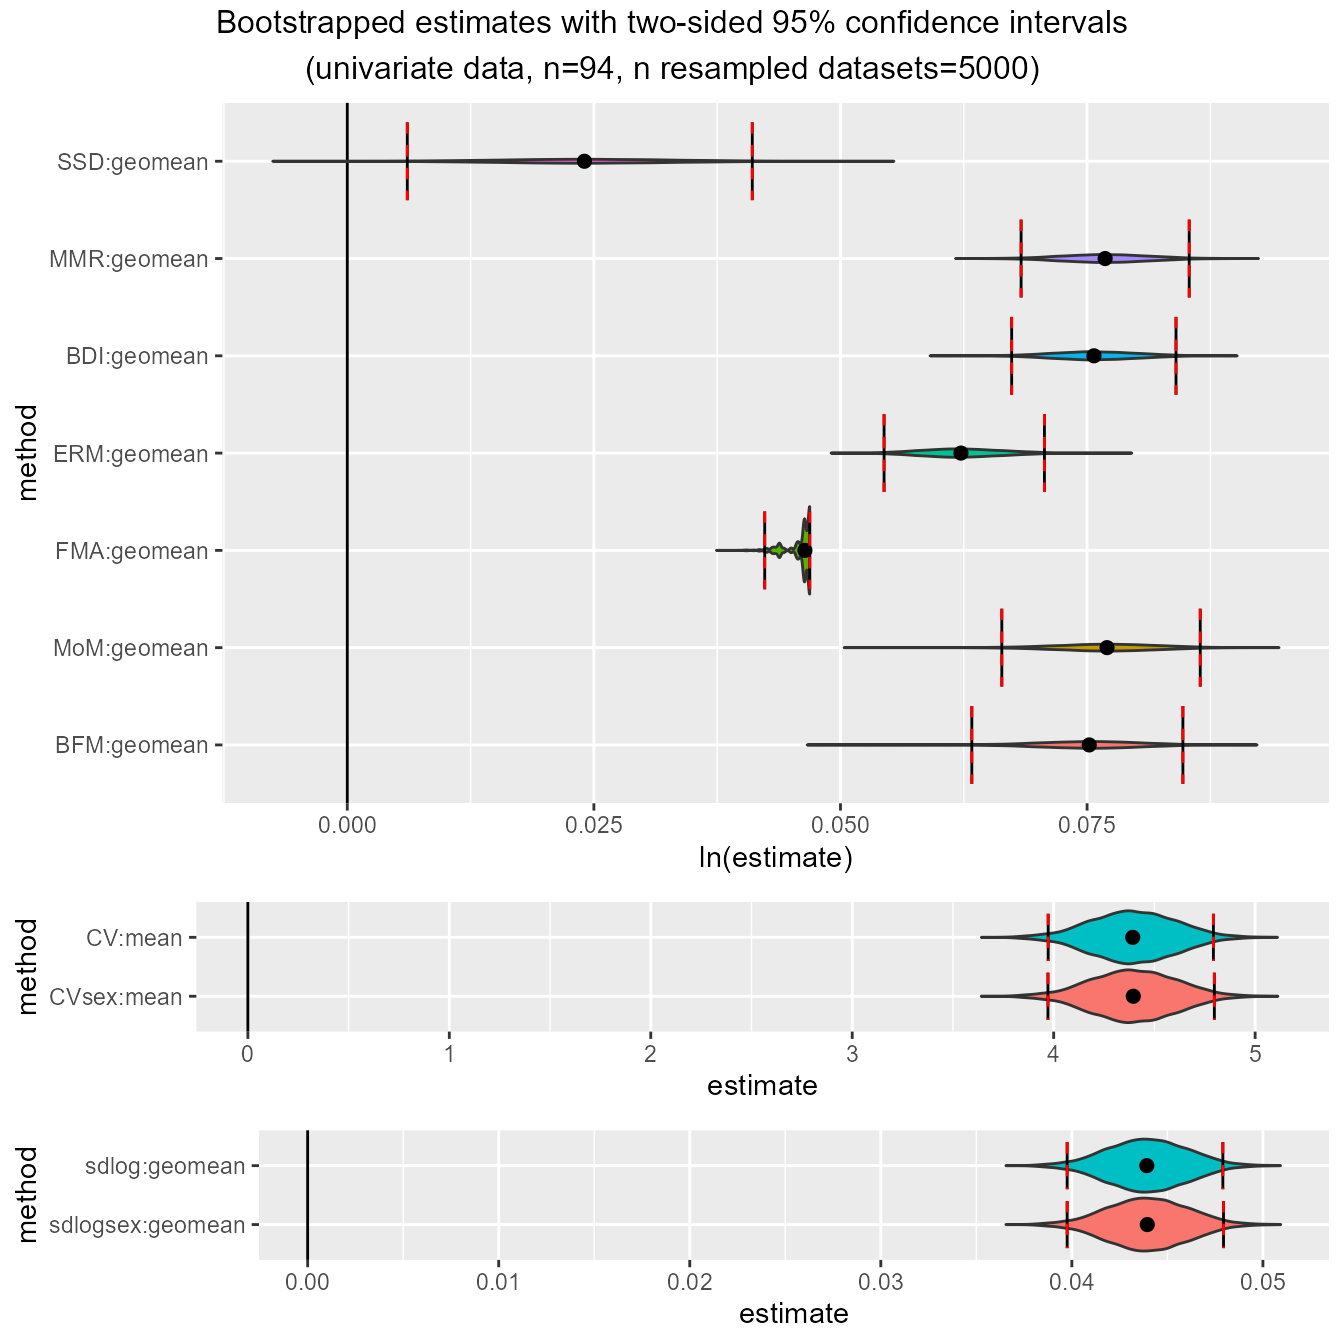 Bootstrapped estimates with two-sided 95% confidence intervals
(univariate data, n=94, n resampled datasets=5000)
method
SSD:geomean
MMR:geomean
BDI:geomean
ERM:geomean
FMA:geomean
MoM:geomean
BFM:geomean
0.000 0.025 0.050 0.075
ln(estimate)
method
CV:mean
CVsex:mean
0 1 2 3 4 5
estimate
method
sdlog:geomean
sdlogsex:geomean
0.00 0.01 0.02 0.03 0.04 0.05
estimate